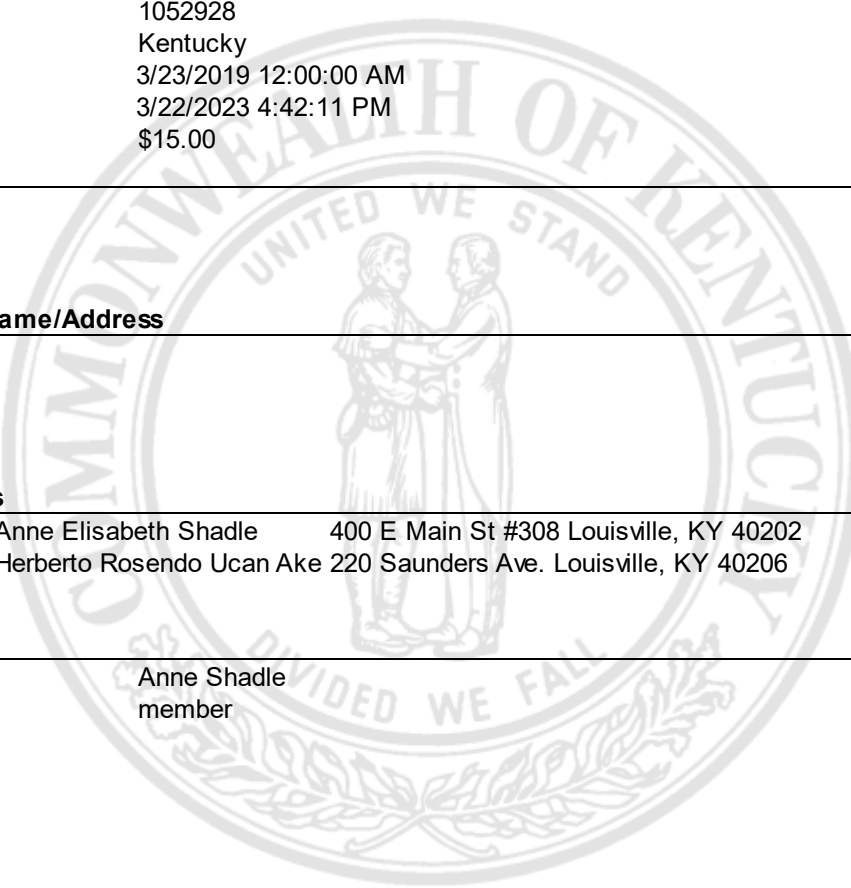 1052928
Kentucky
3/23/2019 12:00:00 AM
3/22/2023 4:42:11 PM
$15.00
COMMONWEALTH OF KENTUCKY
UNITED WE STAND
ame/Address
s
Anne Elisabeth Shadle 400 E Main St #308 Louisville, KY 40202
Herberto Rosendo Ucan Ake 220 Saunders Ave. Louisville, KY 40206
DIVIDED WE FALL
Anne Shadle
member